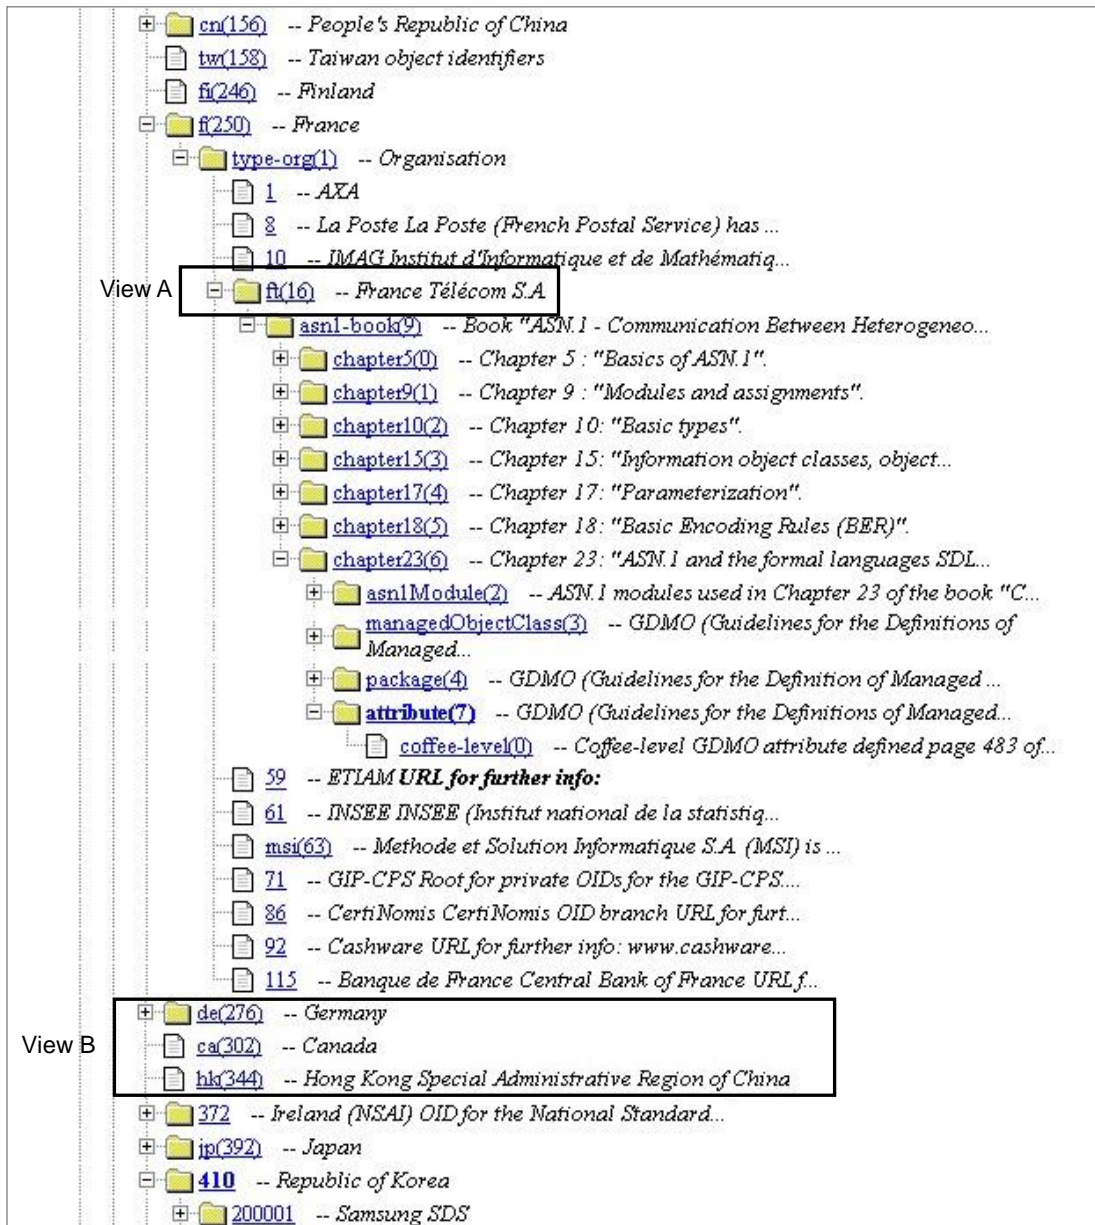 cn(156) -- People's Republic of China
tw(158) -- Taiwan object identifiers
fi(246) -- Finland
f(250) -- France
type-org(1) -- Organisation
1 -- AXA
8 -- La Poste La Poste (French Postal Service) has ...
10 -- IMAG Institut d'Informatique et de Mathématiq...
View A ft(16) -- France Télécom S.A
asn1-book(9) -- Book "ASN.1 - Communication Between Heterogeneo...
chapter5(0) -- Chapter 5 : "Basics of ASN.1".
chapter9(1) -- Chapter 9 : "Modules and assignments".
chapter10(2) -- Chapter 10: "Basic types".
chapter15(3) -- Chapter 15: "Information object classes, object...
chapter17(4) -- Chapter 17: "Parameterization".
chapter18(5) -- Chapter 18: "Basic Encoding Rules (BER)".
chapter23(6) -- Chapter 23: "ASN.1 and the formal languages SDL...
asn1Module(2) -- ASN.1 modules used in Chapter 23 of the book "C...
managedObjectClass(3) -- GDMO (Guidelines for the Definitions of
Managed...
package(4) -- GDMO (Guidelines for the Definition of Managed ...
attribute(7) -- GDMO (Guidelines for the Definitions of Managed...
coffee-level(0) -- Coffee-level GDMO attribute defined page 483 of...
59 -- ETIAM URL for further info:
61 -- INSEE INSEE (Institut national de la statistiq...
msi(63) -- Methode et Solution Informatique S.A. (MSI) is ...
71 -- GIP-CPS Root for private OIDs for the GIP-CPS....
86 -- CertiNomis CertiNomis OID branch URL for furt...
92 -- Cashware URL for further info: www.cashware...
115 -- Banque de France Central Bank of France URL f...
de(276) -- Germany
View B ca(302) -- Canada
hk(344) -- Hong Kong Special Administrative Region of China
372 -- Ireland (NSAI) OID for the National Standard...
jp(392) -- Japan
410 -- Republic of Korea
200001 -- Samsung SDS